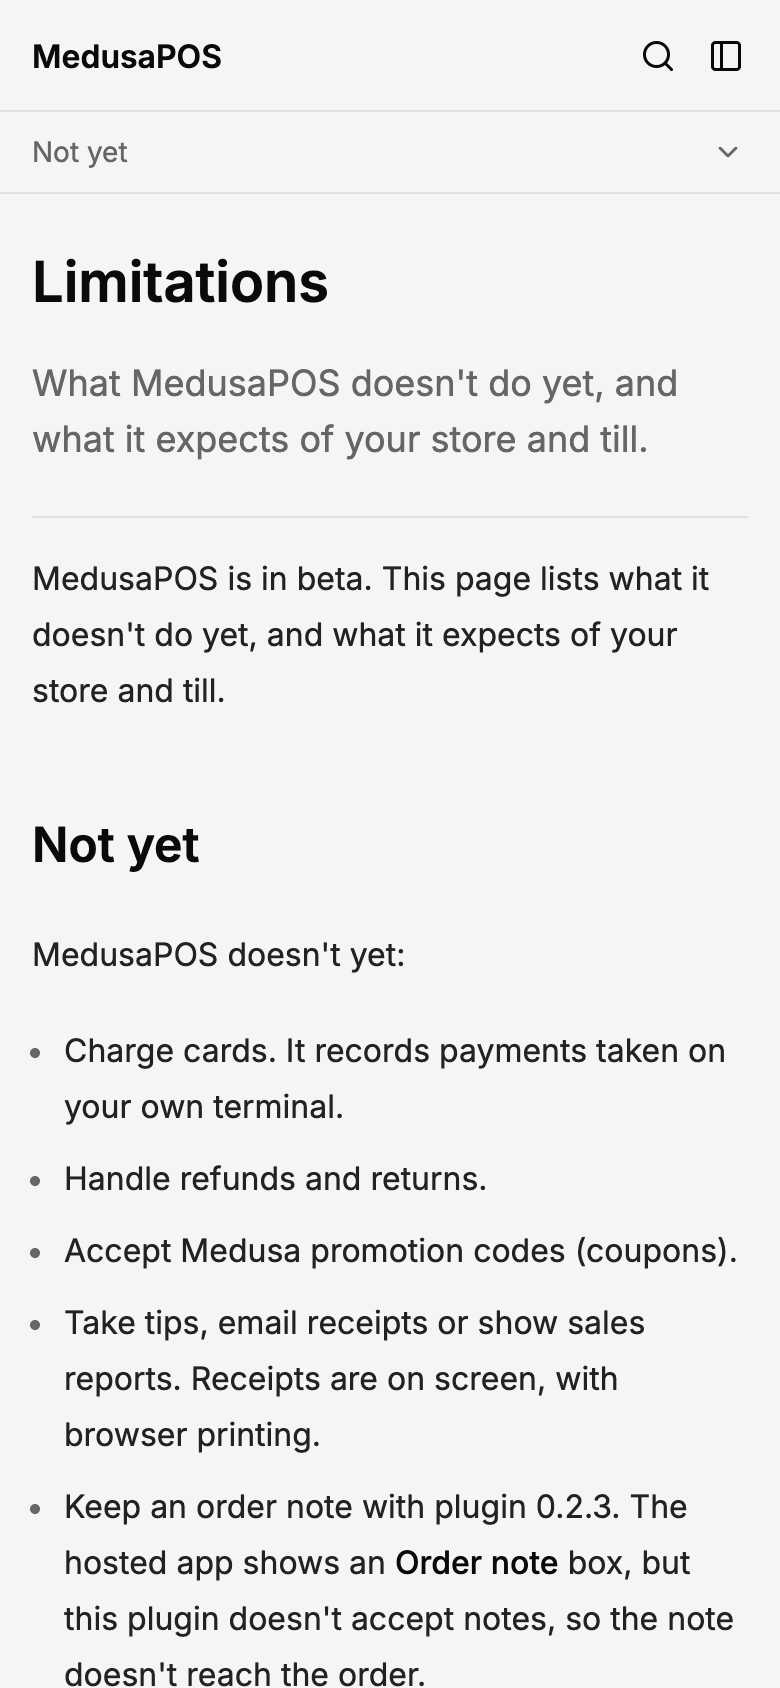 MedusaPOS
Not yet
Limitations
What MedusaPOS doesn't do yet, and
what it expects of your store and till.
MedusaPOS is in beta. This page lists what it
doesn't do yet, and what it expects of your
store and till.
Not yet
MedusaPOS doesn't yet:
• Charge cards. It records payments taken on
your own terminal.
• Handle refunds and returns.
• Accept Medusa promotion codes (coupons).
• Take tips, email receipts or show sales
reports. Receipts are on screen, with
browser printing.
• Keep an order note with plugin 0.2.3. The
hosted app shows an Order note box, but
this plugin doesn't accept notes, so the note
doesn't reach the order.